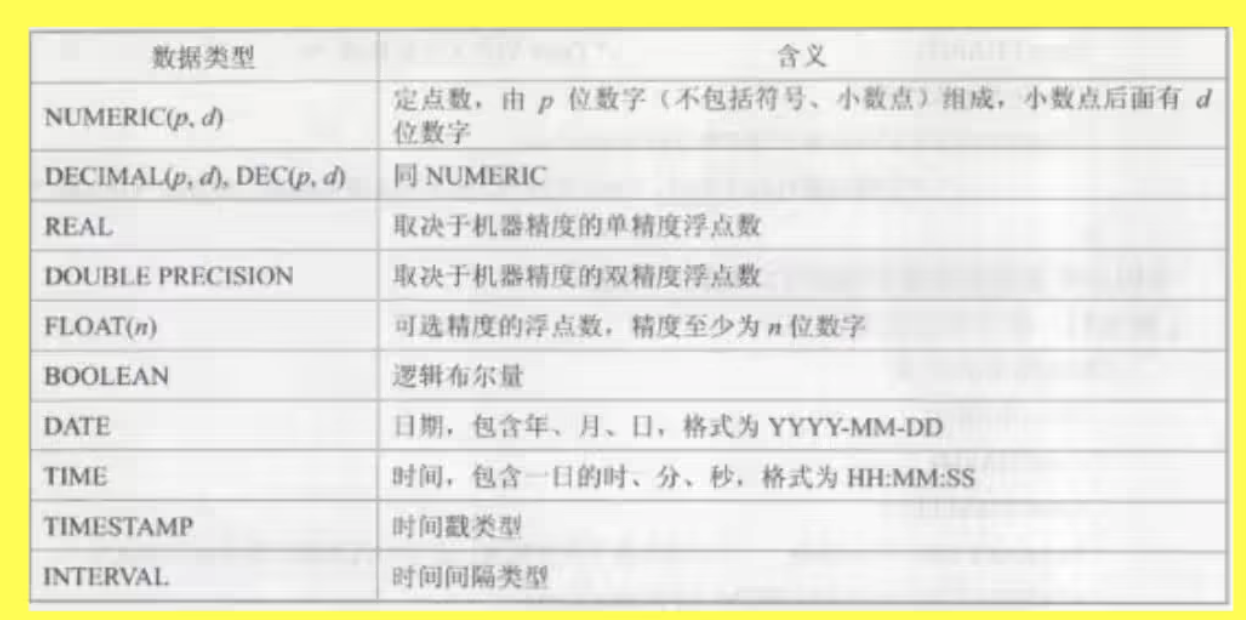 数据类型 含义
NUMERIC(p, d) 定点数，由 p 位数字（不包括符号、小数点）组成，小数点后面有 d
位数字
DECIMAL(p, d), DEC(p, d) 同 NUMERIC
REAL 取决于机器精度的单精度浮点数
DOUBLE PRECISION 取决于机器精度的双精度浮点数
FLOAT(n) 可选精度的浮点数，精度至少为 n 位数字
BOOLEAN 逻辑布尔量
DATE 日期，包含年、月、日，格式为 YYYY-MM-DD
TIME 时间，包含一日的时、分、秒，格式为 HH:MM:SS
TIMESTAMP 时间戳类型
INTERVAL 时间间隔类型